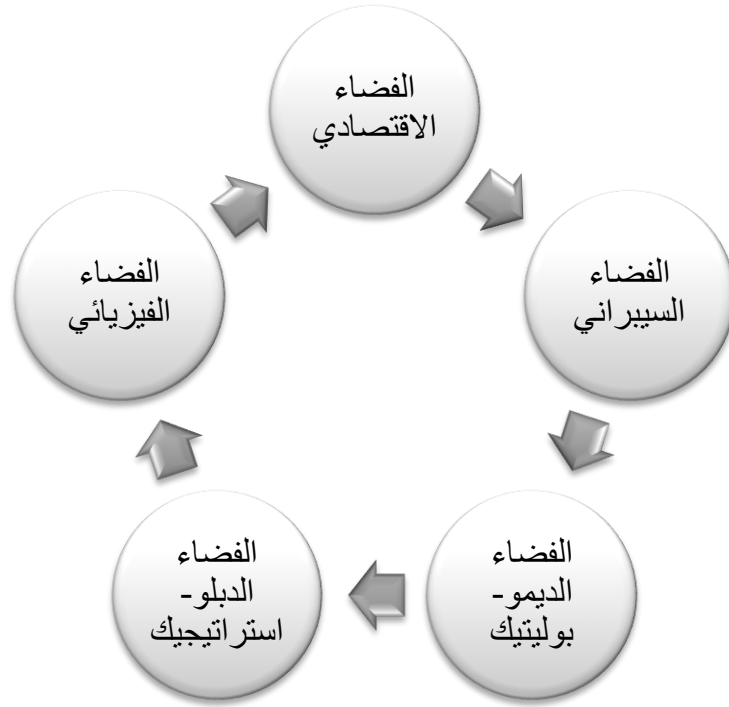 الفضاء
الاقتصادي
الفضاء
السيبراني
الفضاء
الديمو-
بوليتيك
الفضاء
الدبلو-
استراتيجيك
الفضاء
الفيزيائي